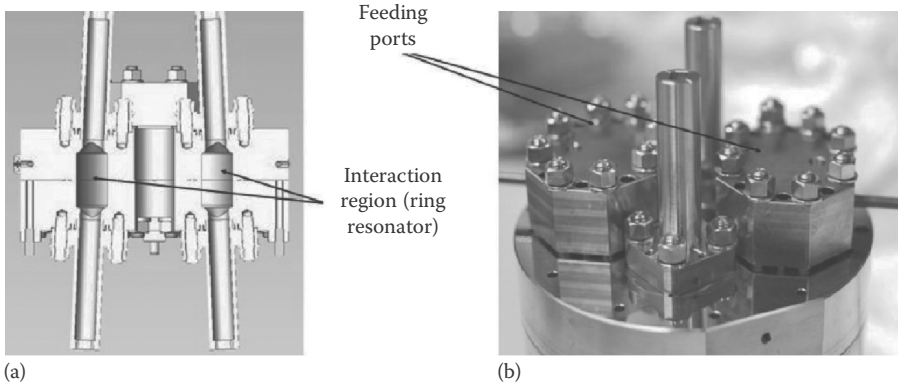 Feeding
ports
Interaction
region (ring
resonator)
(a)
(b)